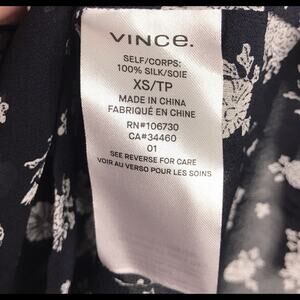 VINCE.
SELF/CORPS:
100% SILK/SOIE
XS/TP
MADE IN CHINA
FABRIQUÉ EN CHINE
RN#106730
CA#34460
01
SEE REVERSE FOR CARE
VOIR AU VERSO POUR LES SOINS